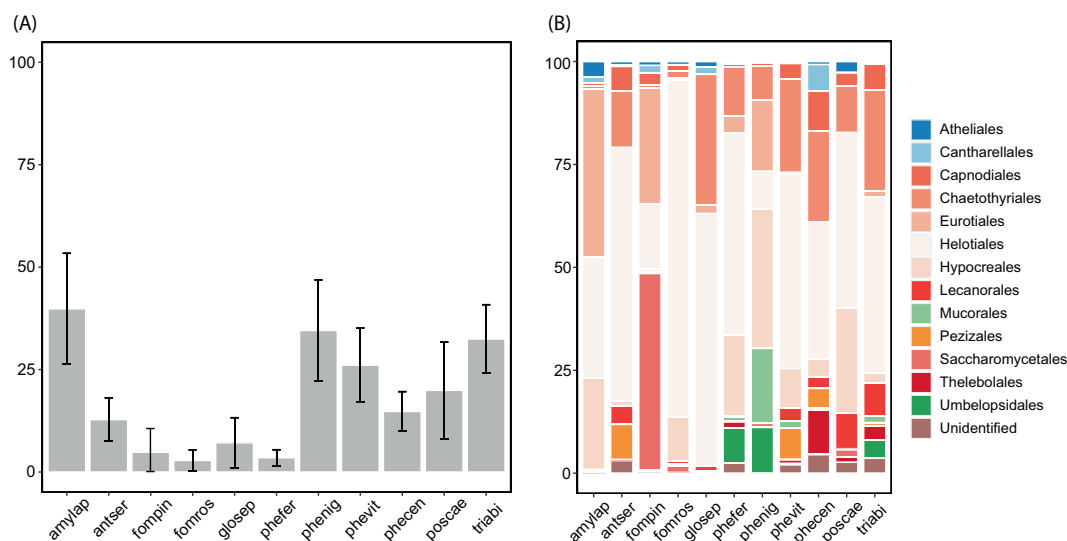 (A)
100
75
50
25
0
amylap
antser
fompin
fomros
glosep
phefer
phenig
phevit
phecen
poscae
triabi
(B)
100
75
50
25
0
amylap
antser
fompin
fomros
glosep
phefer
phenig
phevit
phecen
poscae
triabi
Atheliales
Cantharellales
Capnodiales
Chaetothyriales
Eurotiales
Helotiales
Hypocreales
Lecanorales
Mucorales
Pezizales
Saccharomycetales
Thelebolales
Umbelopsidales
Unidentified